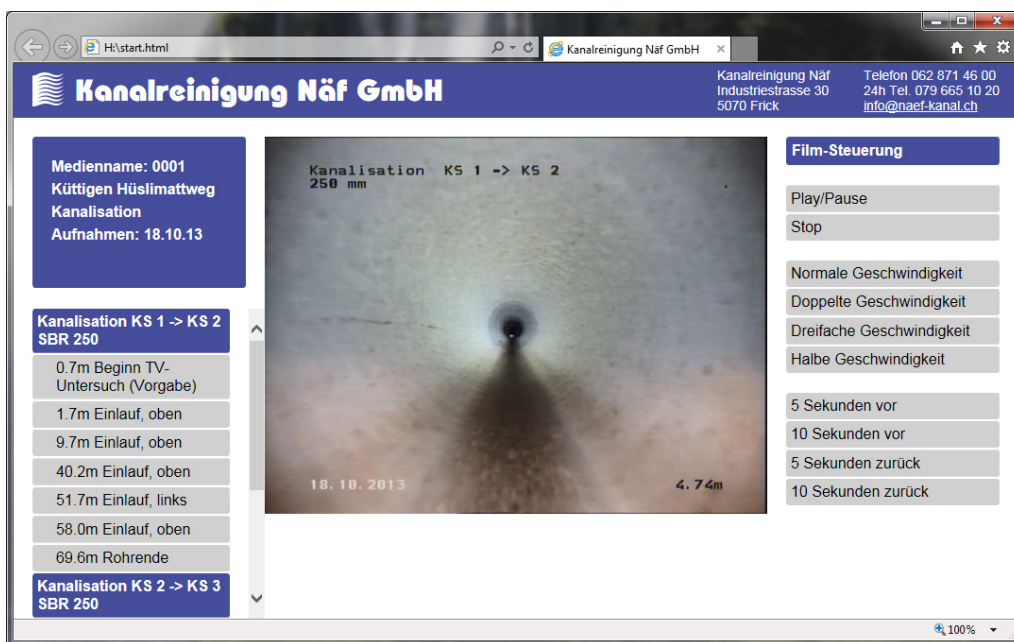 H:\start.html
Kanalreinigung Näf GmbH
Kanalreinigung Näf GmbH
Kanalreinigung Näf
Industriestrasse 30
5070 Frick
Telefon 062 871 46 00
24h Tel. 079 665 10 20
info@naef-kanal.ch
Medienname: 0001
Küttigen Hüslimattweg
Kanalisation
Aufnahmen: 18.10.13
Kanalisation KS 1 -> KS 2
SBR 250
0.7m Beginn TV-
Untersuch (Vorgabe)
1.7m Einlauf, oben
9.7m Einlauf, oben
40.2m Einlauf, oben
51.7m Einlauf, links
58.0m Einlauf, oben
69.6m Rohrende
Kanalisation KS 2 -> KS 3
SBR 250
Kanalisation KS 1 -> KS 2
250 mm
18.10.2013
4.74m
Film-Steuerung
Play/Pause
Stop
Normale Geschwindigkeit
Doppelte Geschwindigkeit
Dreifache Geschwindigkeit
Halbe Geschwindigkeit
5 Sekunden vor
10 Sekunden vor
5 Sekunden zurück
10 Sekunden zurück
100%